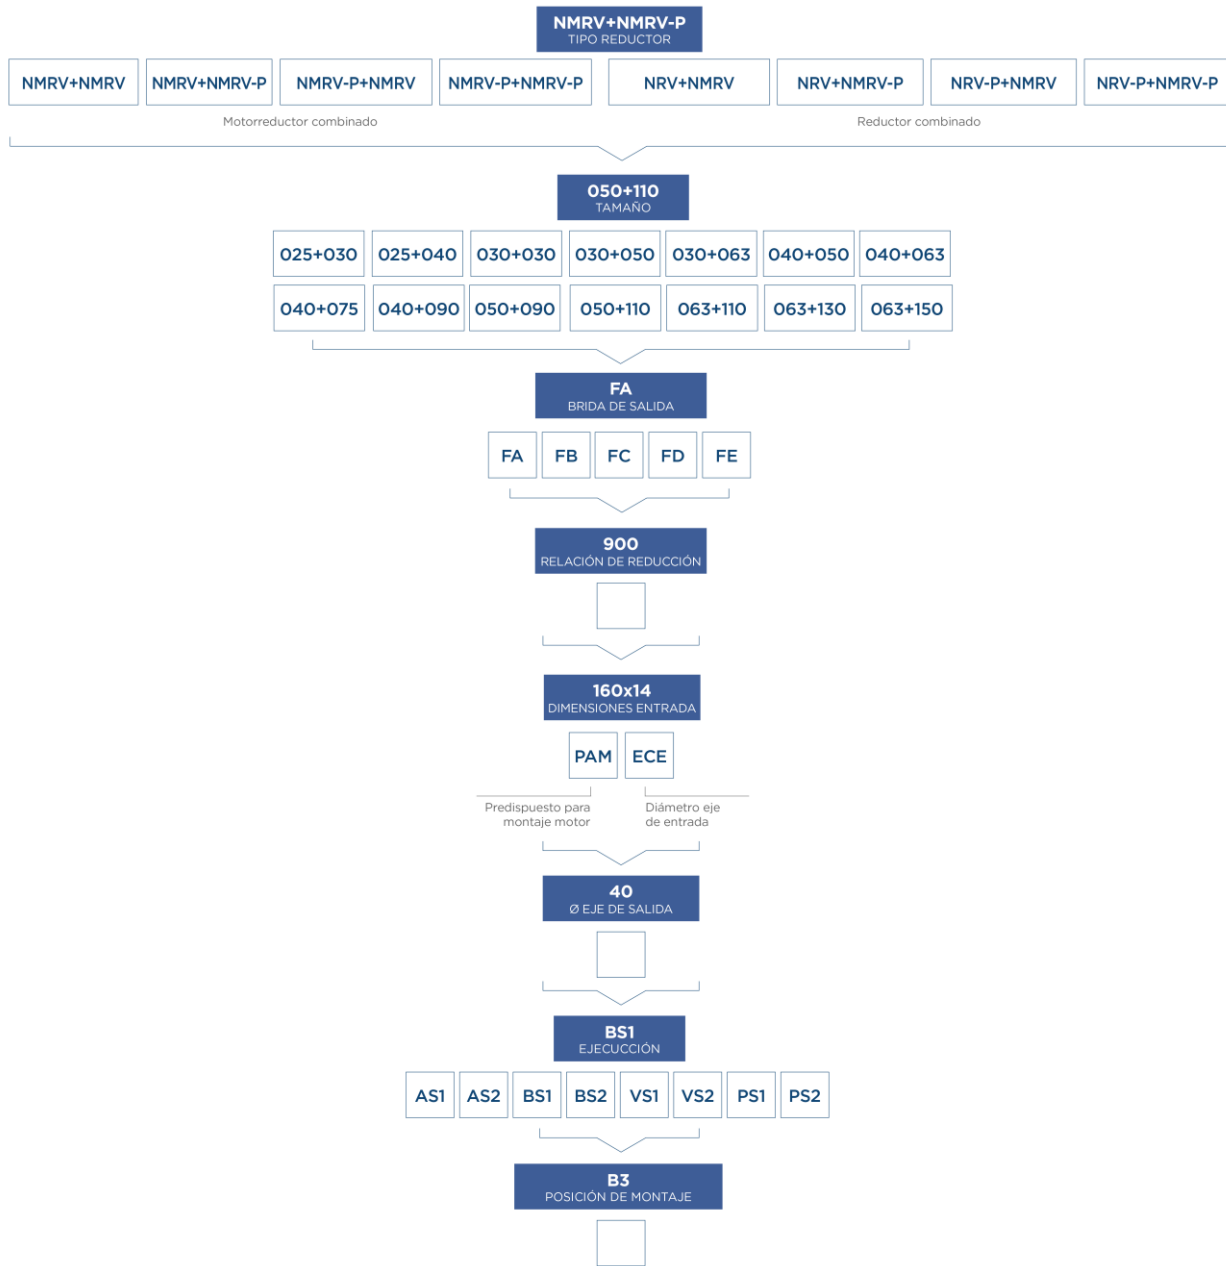 NMRV+NMRV-P
TIPO REDUCTOR
NMRV+NMRV NMRV+NMRV-P NMRV-P+NMRV NMRV-P+NMRV-P NRV+NMRV NRV+NMRV-P NRV-P+NMRV NRV-P+NMRV-P
Motorreductor combinado Reductor combinado
050+110
TAMAÑO
025+030 025+040 030+030 030+050 030+063 040+050 040+063
040+075 040+090 050+090 050+110 063+110 063+130 063+150
FA
BRIDA DE SALIDA
FA FB FC FD FE
900
RELACIÓN DE REDUCCIÓN
160x14
DIMENSIONES ENTRADA
PAM ECE
Predispuesto para Diámetro eje
montaje motor de entrada
40
Ø EJE DE SALIDA
BS1
EJECUCCIÓN
AS1 AS2 BS1 BS2 VS1 VS2 PS1 PS2
B3
POSICIÓN DE MONTAJE